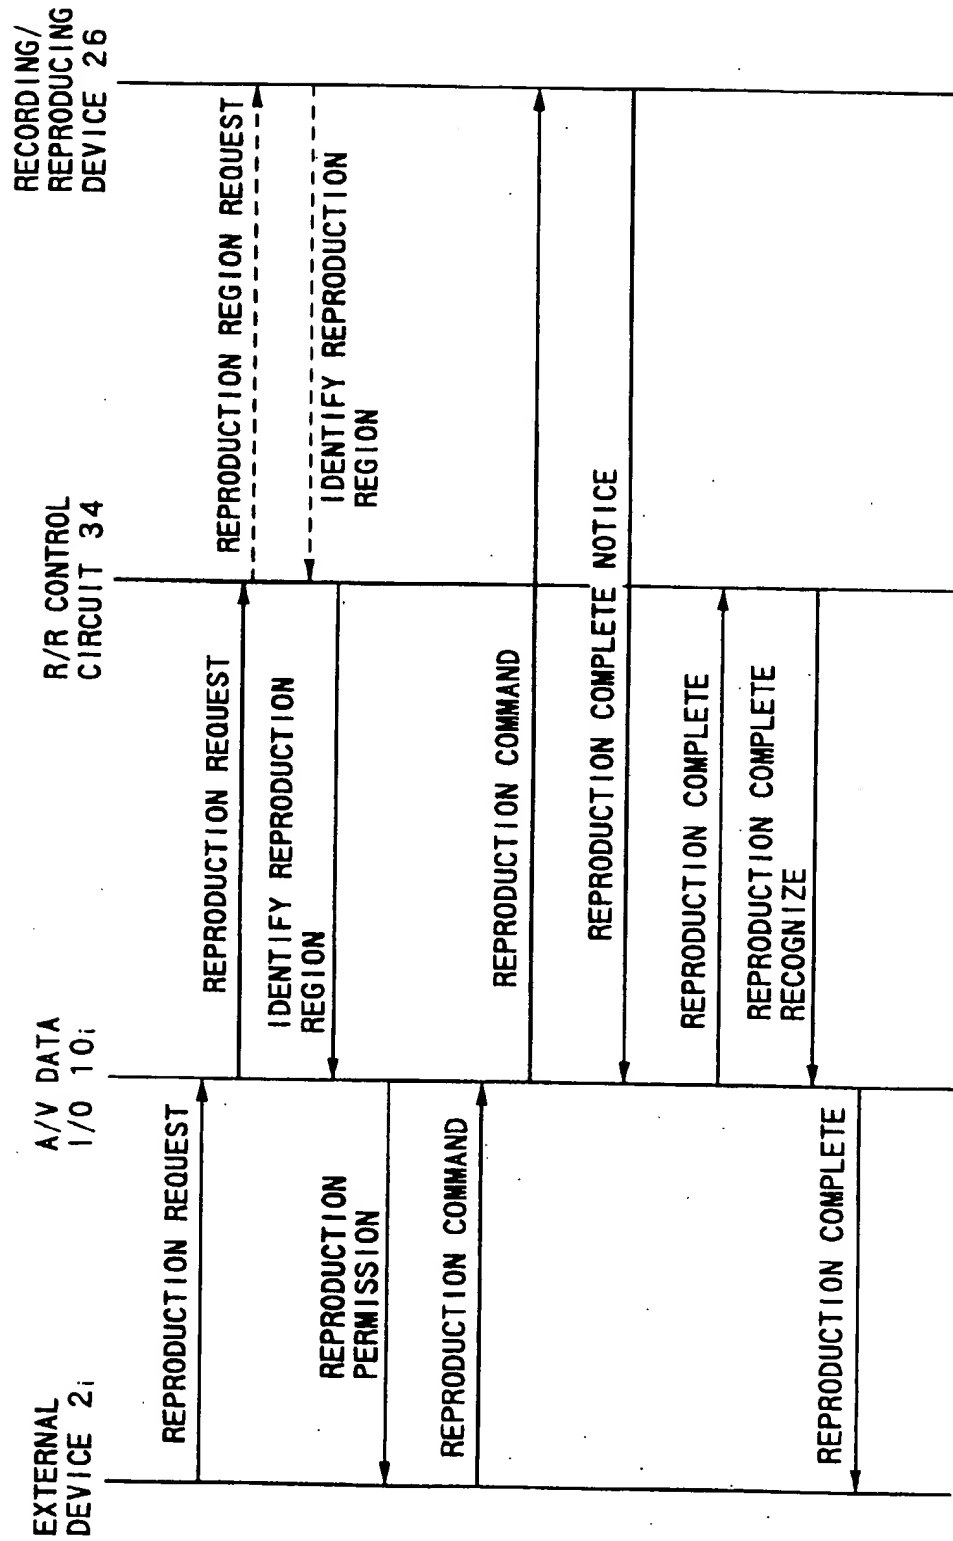 EXTERNAL
DEVICE 2i
A/V DATA
I/O 10i
R/R CONTROL
CIRCUIT 34
RECORDING/
REPRODUCING
DEVICE 26
REPRODUCTION REQUEST
REPRODUCTION REQUEST
REPRODUCTION REGION REQUEST
IDENTIFY REPRODUCTION
REGION
IDENTIFY REPRODUCTION
REGION
REPRODUCTION
PERMISSION
REPRODUCTION COMMAND
REPRODUCTION COMMAND
REPRODUCTION COMPLETE NOTICE
REPRODUCTION COMPLETE
REPRODUCTION COMPLETE
RECOGNIZE
REPRODUCTION COMPLETE